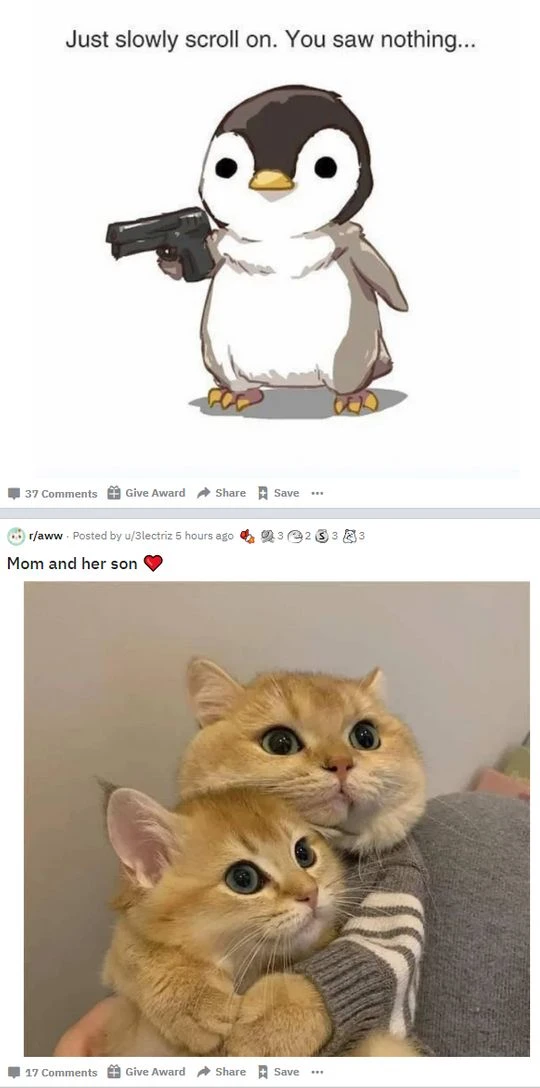 Just slowly scroll on. You saw nothing...
37 Comments Give Award Share Save ...
r/aww · Posted by u/3lectriz 5 hours ago 3 2 3 3
Mom and her son ❤️
17 Comments Give Award Share Save ...